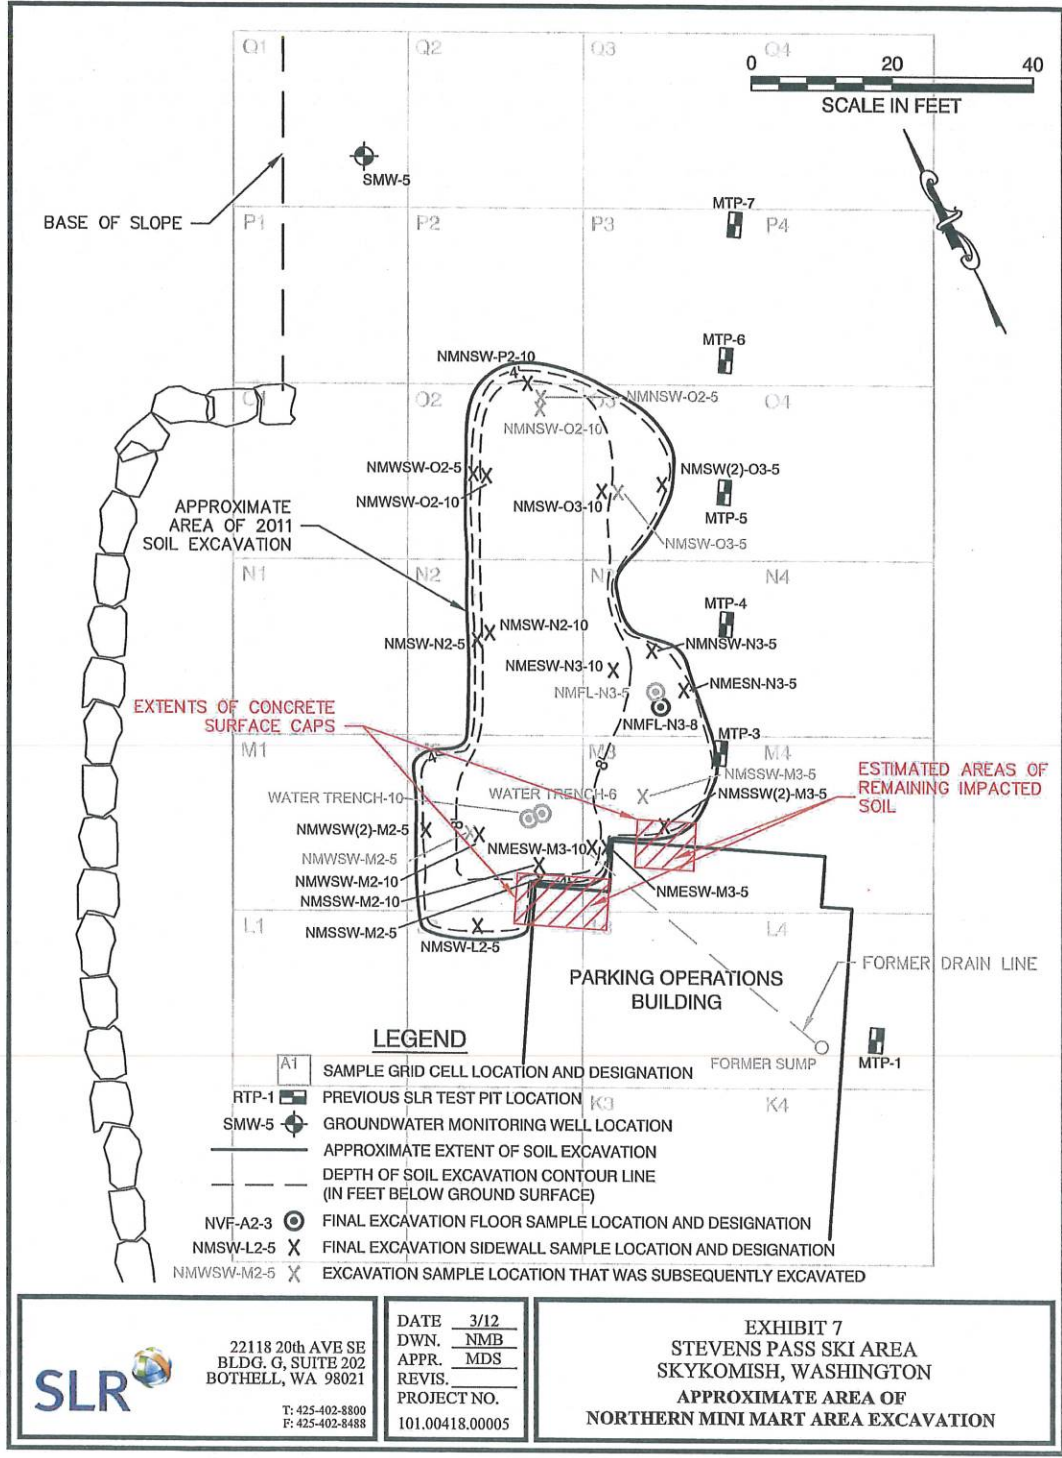 Q1
Q2
Q3
Q4
0 20 40
SCALE IN FEET
SMW-5
BASE OF SLOPE
P1
P2
P3
P4
MTP-7
MTP-6
NMNSW-P2-10
4'
O2
O3
O4
NMNSW-O2-5
NMNSW-O2-10
NMWSW-O2-5
NMWSW-O2-10
NMSW(2)-O3-5
NMSW-O3-10
MTP-5
NMSW-O3-5
APPROXIMATE
AREA OF 2011
SOIL EXCAVATION
N1
N2
N4
MTP-4
NMSW-N2-10
NMSW-N2-5
NMNSW-N3-5
NMESW-N3-10
NMFL-N3-5
NMESN-N3-5
NMFL-N3-8
EXTENTS OF CONCRETE
SURFACE CAPS
M1
M3
M4
MTP-3
4'
8'
NMSSW-M3-5
ESTIMATED AREAS OF
REMAINING IMPACTED
SOIL
WATER TRENCH-10
WATER TRENCH-6
NMSSW(2)-M3-5
NMWSW(2)-M2-5
8'
NMWSW-M2-5
NMESW-M3-10
NMWSW-M2-10
NMSSW-M2-10
NMESW-M3-5
NMSSW-M2-5
L1
L3
L4
NMSW-L2-5
FORMER DRAIN LINE
PARKING OPERATIONS
BUILDING
FORMER SUMP
MTP-1
K3
K4
LEGEND
A1 SAMPLE GRID CELL LOCATION AND DESIGNATION
RTP-1 PREVIOUS SLR TEST PIT LOCATION
SMW-5 GROUNDWATER MONITORING WELL LOCATION
APPROXIMATE EXTENT OF SOIL EXCAVATION
DEPTH OF SOIL EXCAVATION CONTOUR LINE
(IN FEET BELOW GROUND SURFACE)
NVF-A2-3 FINAL EXCAVATION FLOOR SAMPLE LOCATION AND DESIGNATION
NMSW-L2-5 X FINAL EXCAVATION SIDEWALL SAMPLE LOCATION AND DESIGNATION
NMWSW-M2-5 X EXCAVATION SAMPLE LOCATION THAT WAS SUBSEQUENTLY EXCAVATED
SLR
22118 20th AVE SE
BLDG. G, SUITE 202
BOTHELL, WA 98021
T: 425-402-8800
F: 425-402-8488
DATE 3/12
DWN. NMB
APPR. MDS
REVIS.
PROJECT NO.
101.00418.00005
EXHIBIT 7
STEVENS PASS SKI AREA
SKYKOMISH, WASHINGTON
APPROXIMATE AREA OF
NORTHERN MINI MART AREA EXCAVATION